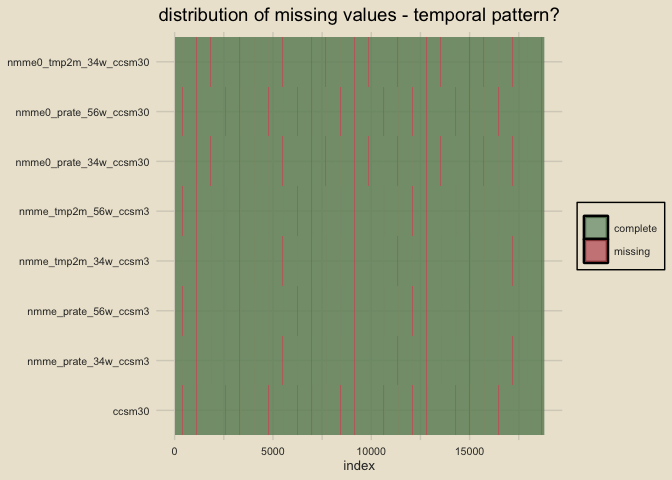 distribution of missing values - temporal pattern?
nmme0_tmp2m_34w_ccsm30
nmme0_prate_56w_ccsm30
nmme0_prate_34w_ccsm30
nmme_tmp2m_56w_ccsm3
nmme_tmp2m_34w_ccsm3
nmme_prate_56w_ccsm3
nmme_prate_34w_ccsm3
ccsm30
complete
missing
0 5000 10000 15000
index